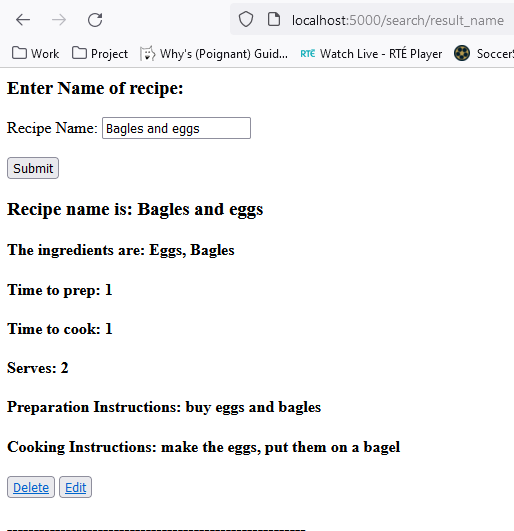 localhost:5000/search/result_name
Work Project Why's (Poignant) Guid... RTÉ Watch Live - RTÉ Player SoccerS
Enter Name of recipe:
Recipe Name: Bagles and eggs
Submit
Recipe name is: Bagles and eggs
The ingredients are: Eggs, Bagles
Time to prep: 1
Time to cook: 1
Serves: 2
Preparation Instructions: buy eggs and bagles
Cooking Instructions: make the eggs, put them on a bagel
Delete Edit